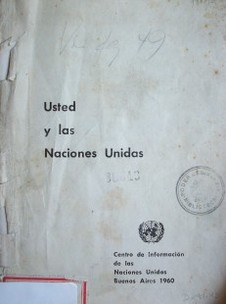 Usted
y las
Naciones Unidas
Centro de Información
de las
Naciones Unidas
Buenos Aires 1960